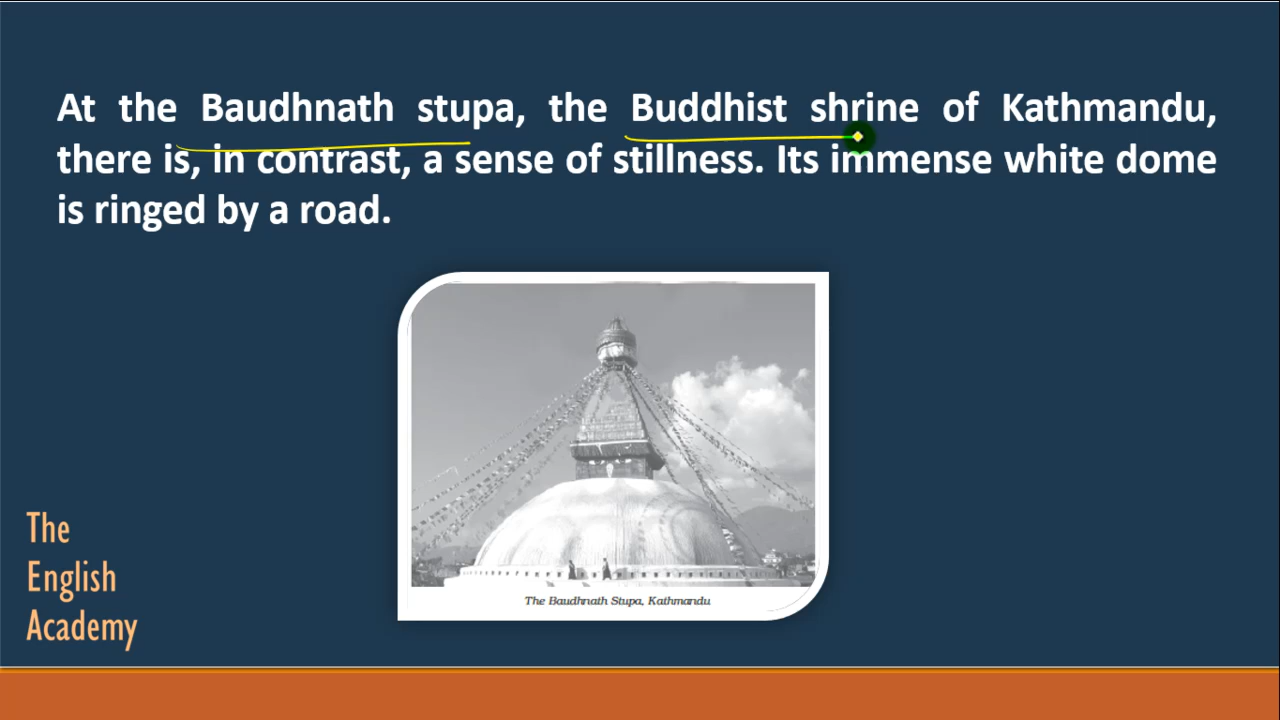 At the Baudhnath stupa, the Buddhist shrine of Kathmandu,
there is, in contrast, a sense of stillness. Its immense white dome
is ringed by a road.
The Baudhnath Stupa, Kathmandu
The
English
Academy